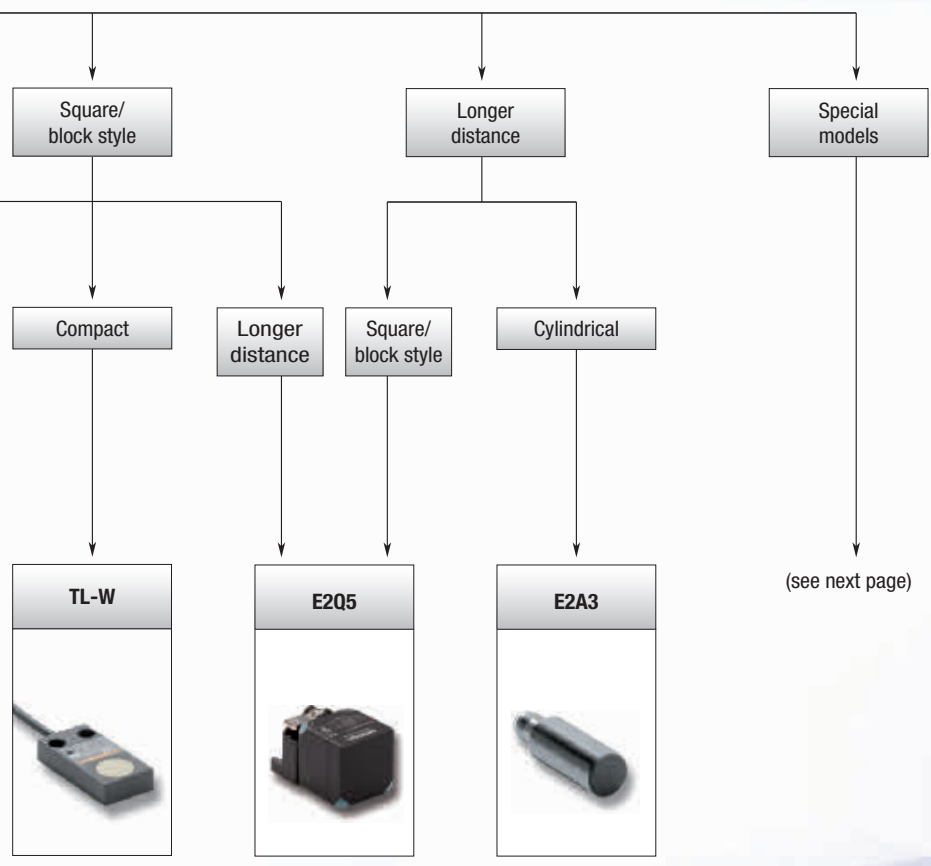 Square/
block style
Longer
distance
Special
models
Compact
Longer
distance
Square/
block style
Cylindrical
TL-W
E2Q5
E2A3
(see next page)